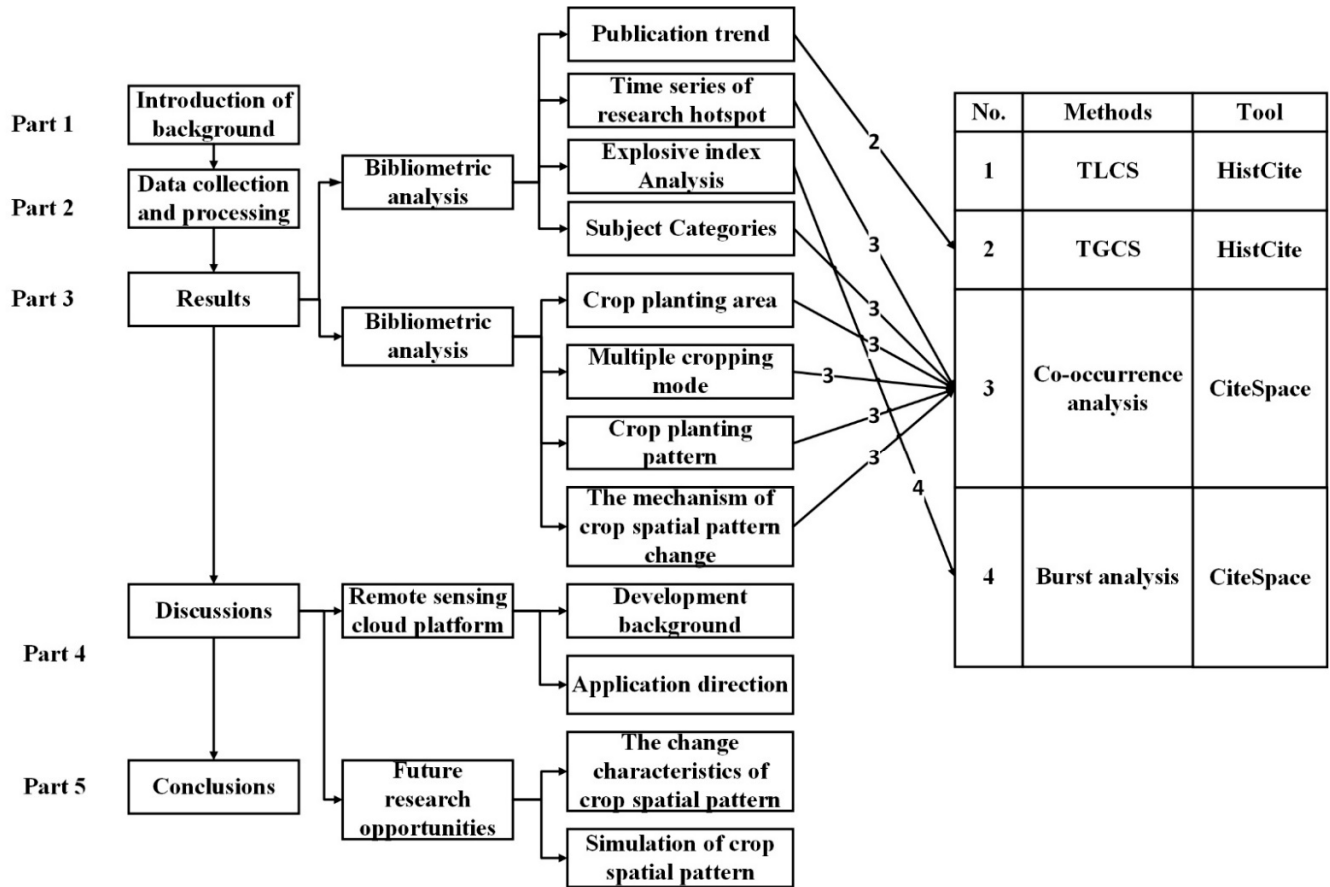 Part 1
Part 2
Part 3
Part 4
Part 5
Introduction of
background
Data collection
and processing
Results
Discussions
Conclusions
Bibliometric
analysis
Bibliometric
analysis
Remote sensing
cloud platform
Future
research
opportunities
Publication trend
Time series of
research hotspot
Explosive index
Analysis
Subject Categories
Crop planting area
Multiple cropping
mode
Crop planting
pattern
The mechanism of
crop spatial pattern
change
Development
background
Application direction
The change
characteristics of
crop spatial pattern
Simulation of crop
spatial pattern
2
3
3
3
3
3
3
4
No. Methods Tool
1 TLCS HistCite
2 TGCS HistCite
3 Co-occurrence
analysis CiteSpace
4 Burst analysis CiteSpace